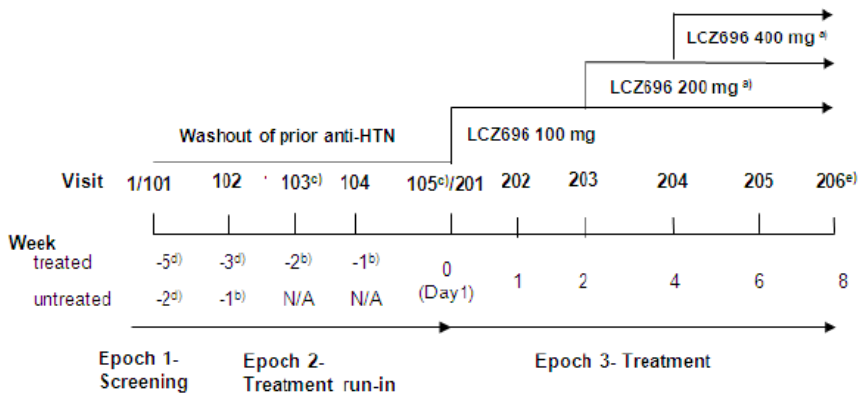 LCZ696 400 mg a)
LCZ696 200 mg a)
Washout of prior anti-HTN
LCZ696 100 mg
Visit 1/101 102 103c) 104 105c)/201 202 203 204 205 206e)
Week
treated -5d) -3d) -2b) -1b) 0 (Day1) 1 2 4 6 8
untreated -2d) -1b) N/A N/A
Epoch 1- Screening
Epoch 2- Treatment run-in
Epoch 3- Treatment